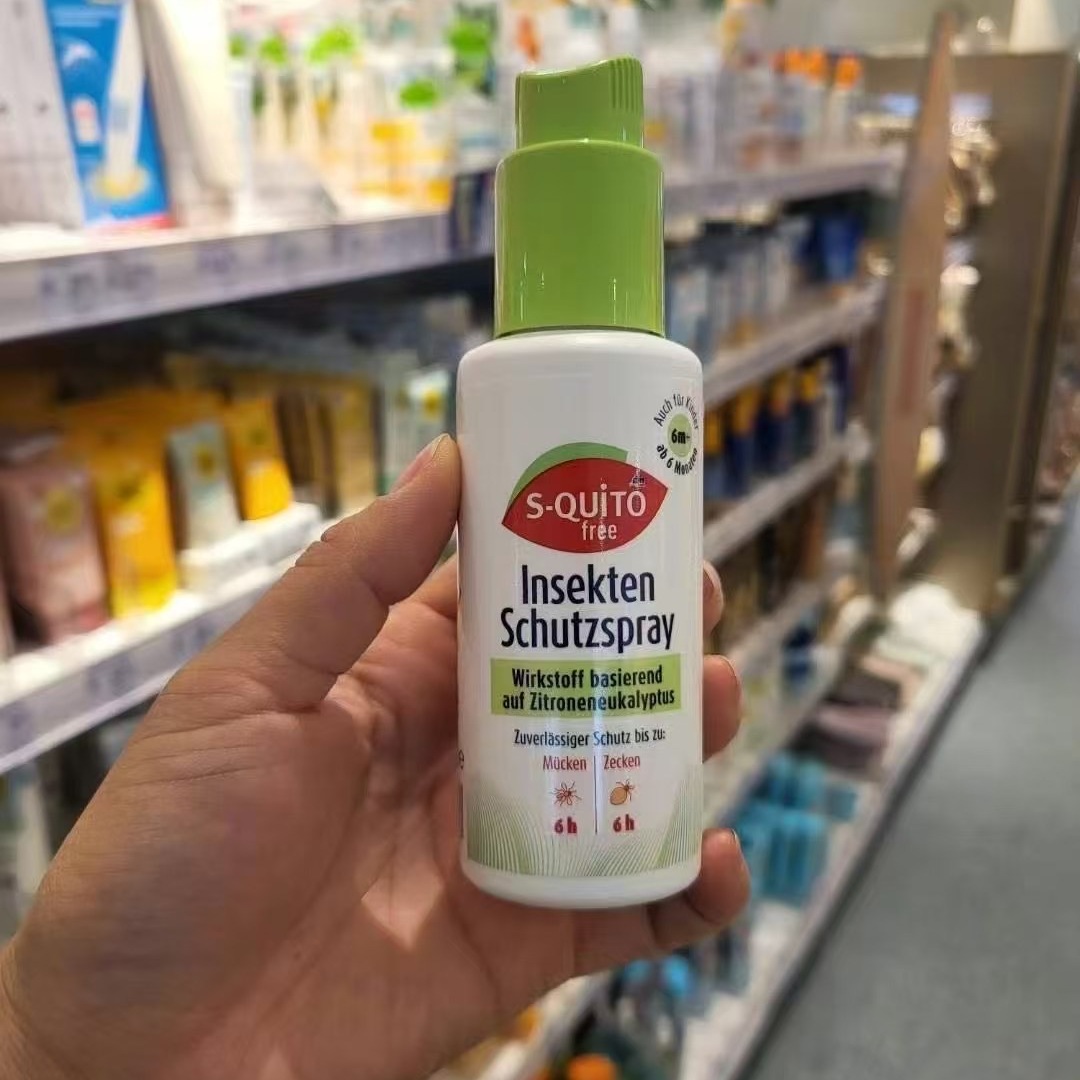 Auch für Kinder
6m+
ab 6 Monaten
S-QUiTO
free
Insekten
Schutzspray
Wirkstoff basierend
auf Zitroneneukalyptus
Zuverlässiger Schutz bis zu:
Mücken Zecken
6h 6h